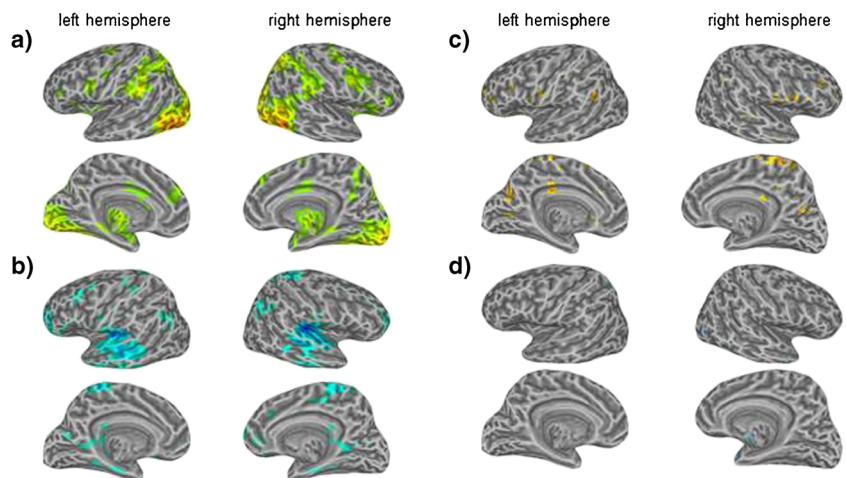 left hemisphere
right hemisphere
left hemisphere
right hemisphere
a)
c)
b)
d)